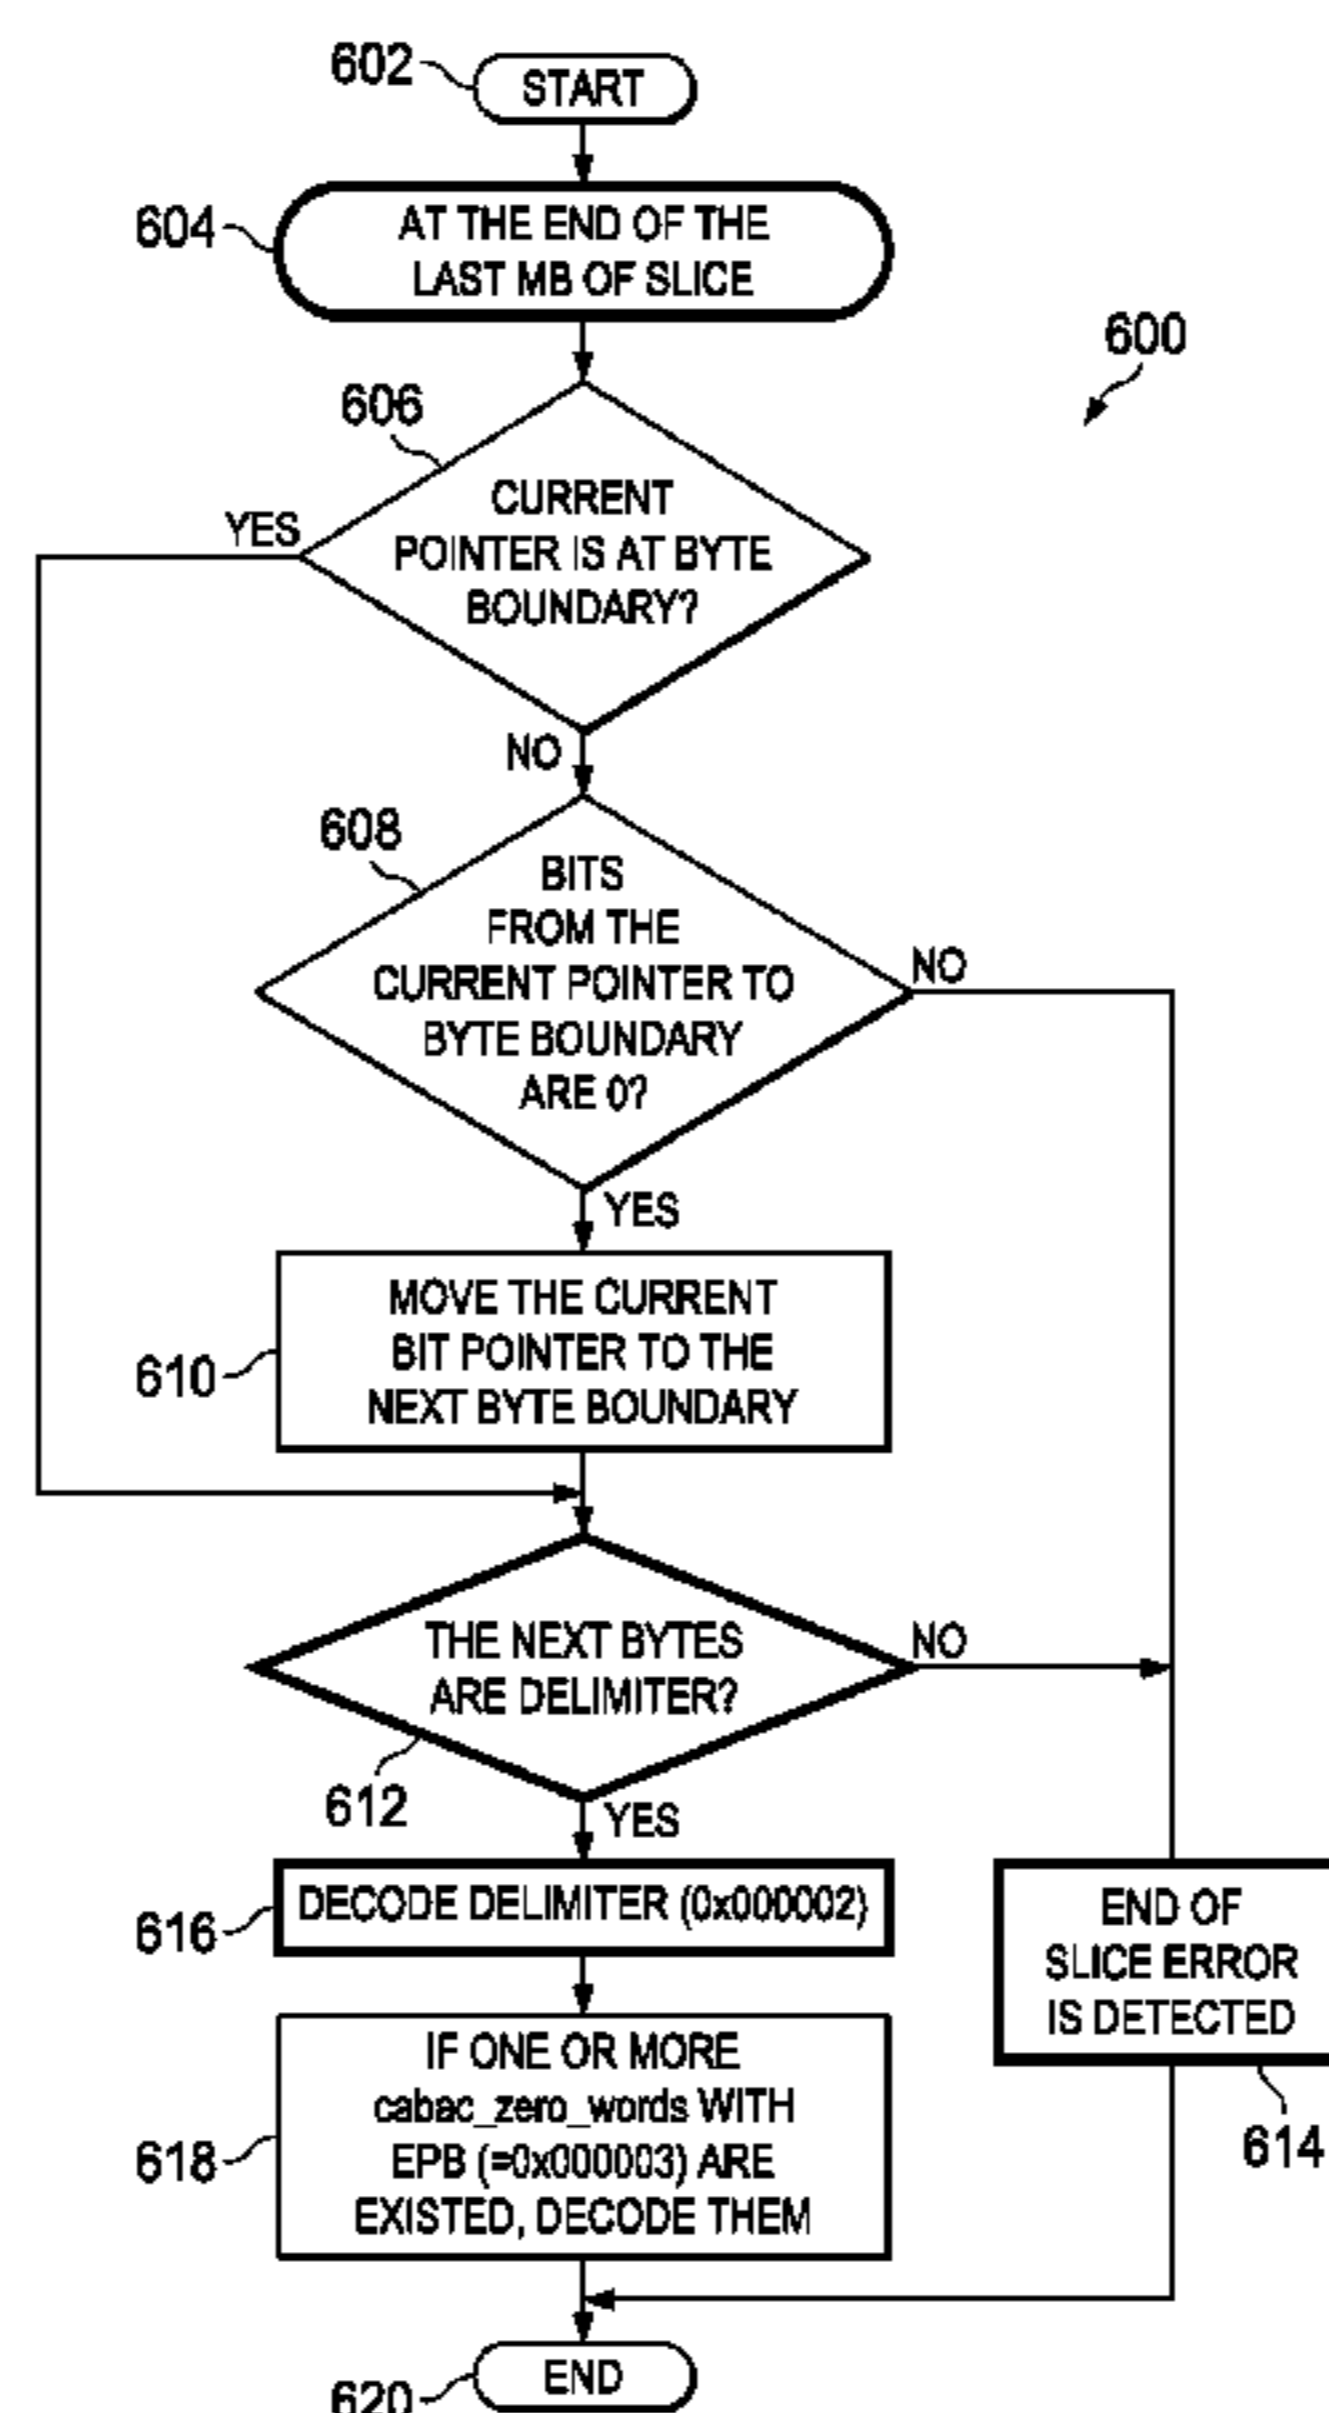 602
START
604
AT THE END OF THE
LAST MB OF SLICE
600
606
CURRENT
POINTER IS AT BYTE
BOUNDARY?
YES
NO
608
BITS
FROM THE
CURRENT POINTER TO
BYTE BOUNDARY
ARE 0?
NO
YES
610
MOVE THE CURRENT
BIT POINTER TO THE
NEXT BYTE BOUNDARY
THE NEXT BYTES
ARE DELIMITER?
NO
612
YES
616
DECODE DELIMITER (0x000002)
END OF
SLICE ERROR
IS DETECTED
614
618
IF ONE OR MORE
cabac_zero_words WITH
EPB (=0x000003) ARE
EXISTED, DECODE THEM
620
END